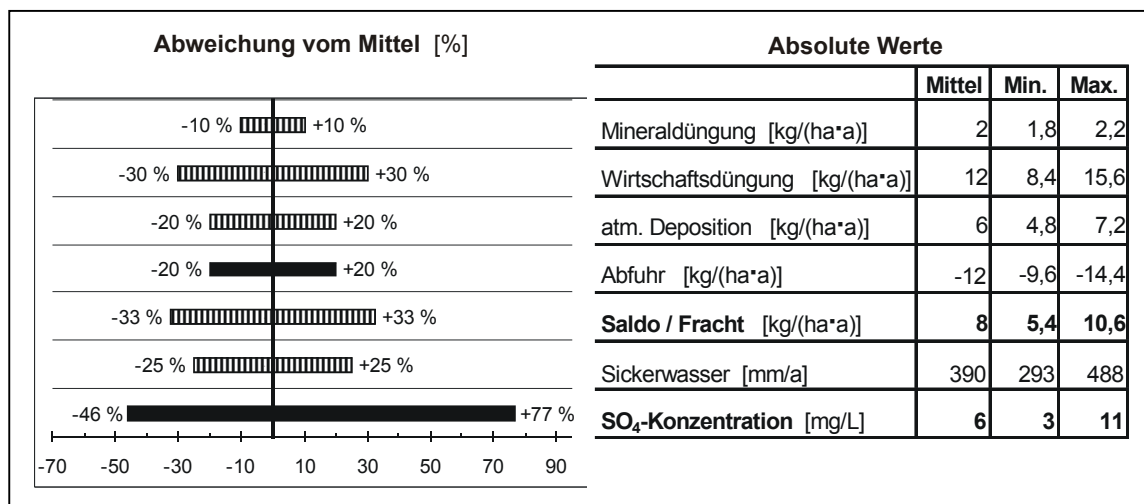 Abweichung vom Mittel [%]
-10 % +10 %
-30 % +30 %
-20 % +20 %
-20 % +20 %
-33 % +33 %
-25 % +25 %
-46 % +77 %
-70 -50 -30 -10 10 30 50 70 90
Absolute Werte
Mittel Min. Max.
Mineraldüngung [kg/(ha▪a)] 2 1,8 2,2
Wirtschaftsdüngung [kg/(ha▪a)] 12 8,4 15,6
atm. Deposition [kg/(ha▪a)] 6 4,8 7,2
Abfuhr [kg/(ha▪a)] -12 -9,6 -14,4
Saldo / Fracht [kg/(ha▪a)] 8 5,4 10,6
Sickerwasser [mm/a] 390 293 488
SO₄-Konzentration [mg/L] 6 3 11